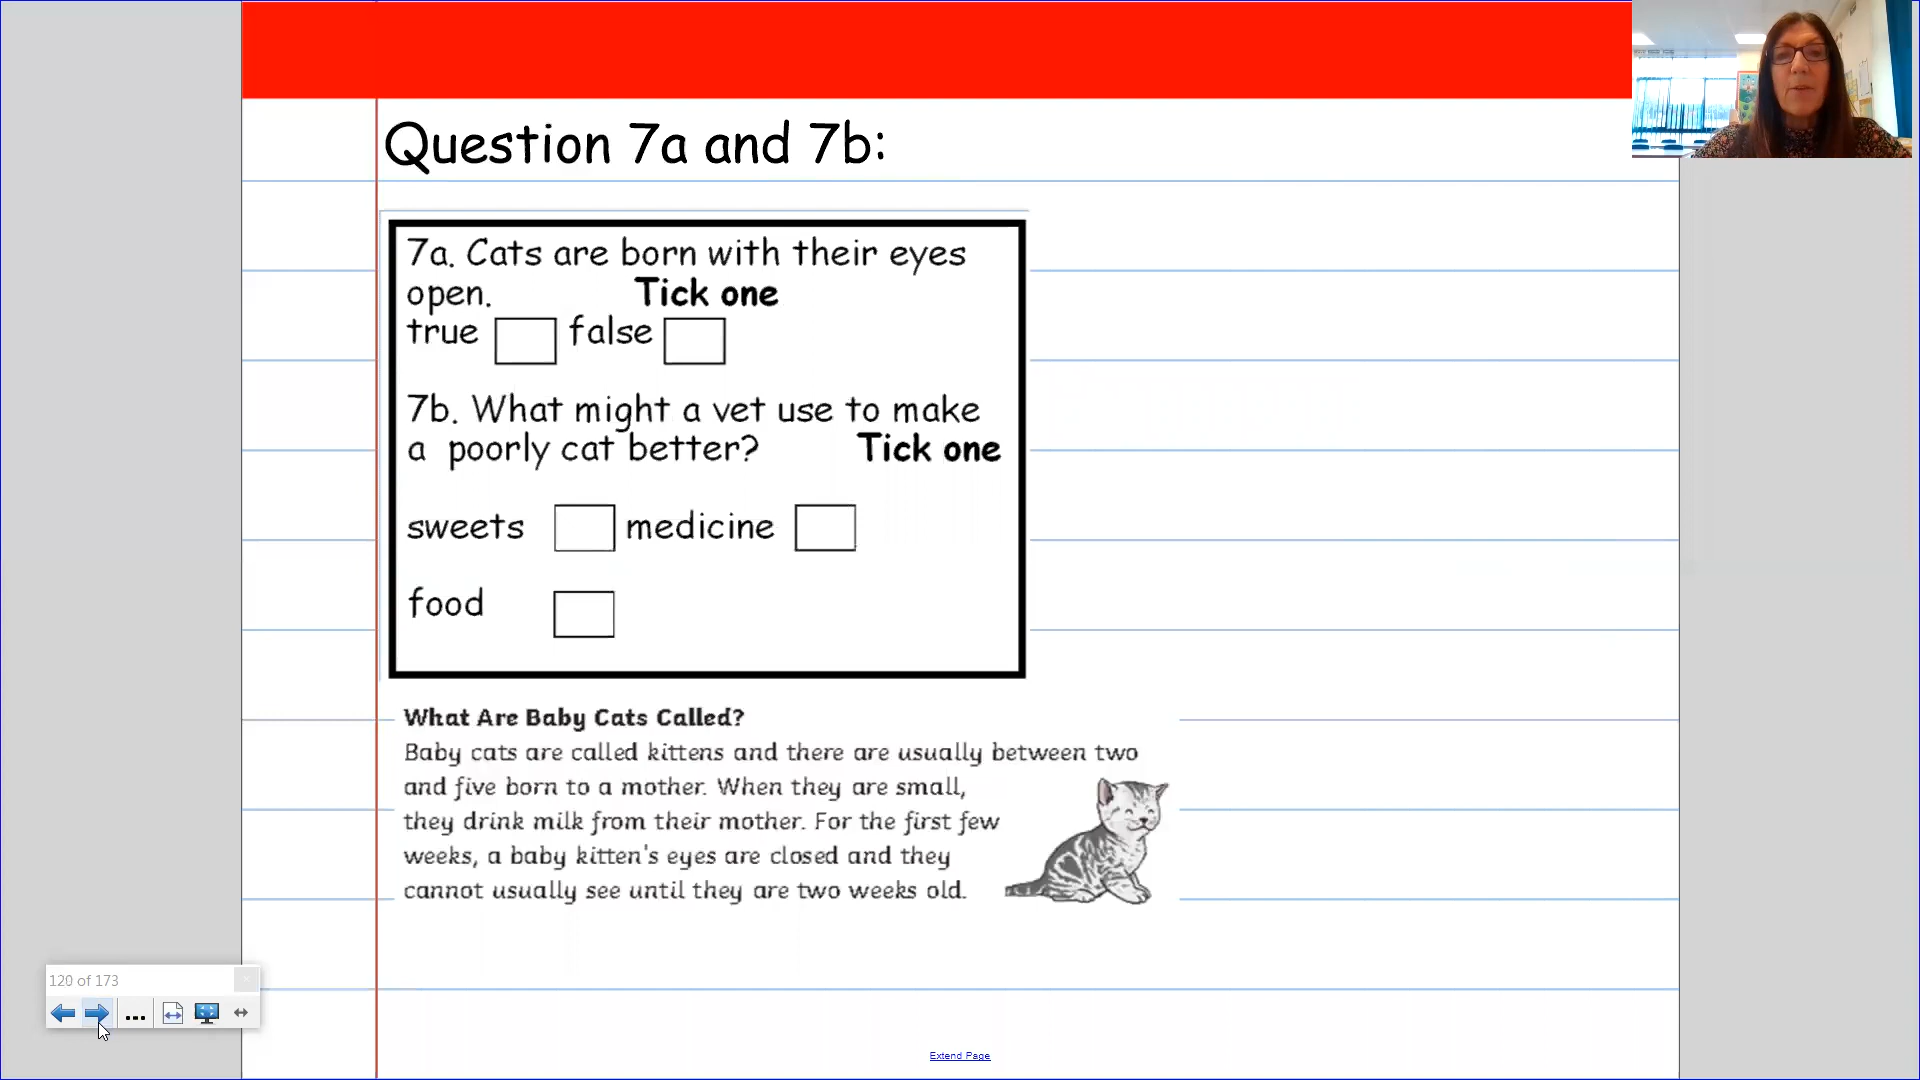 Question 7a and 7b:
7a. Cats are born with their eyes
open. Tick one
true false
7b. What might a vet use to make
a poorly cat better? Tick one
sweets medicine
food
What Are Baby Cats Called?
Baby cats are called kittens and there are usually between two
and five born to a mother. When they are small,
they drink milk from their mother. For the first few
weeks, a baby kitten's eyes are closed and they
cannot usually see until they are two weeks old.
120 of 173
...
Extend Page